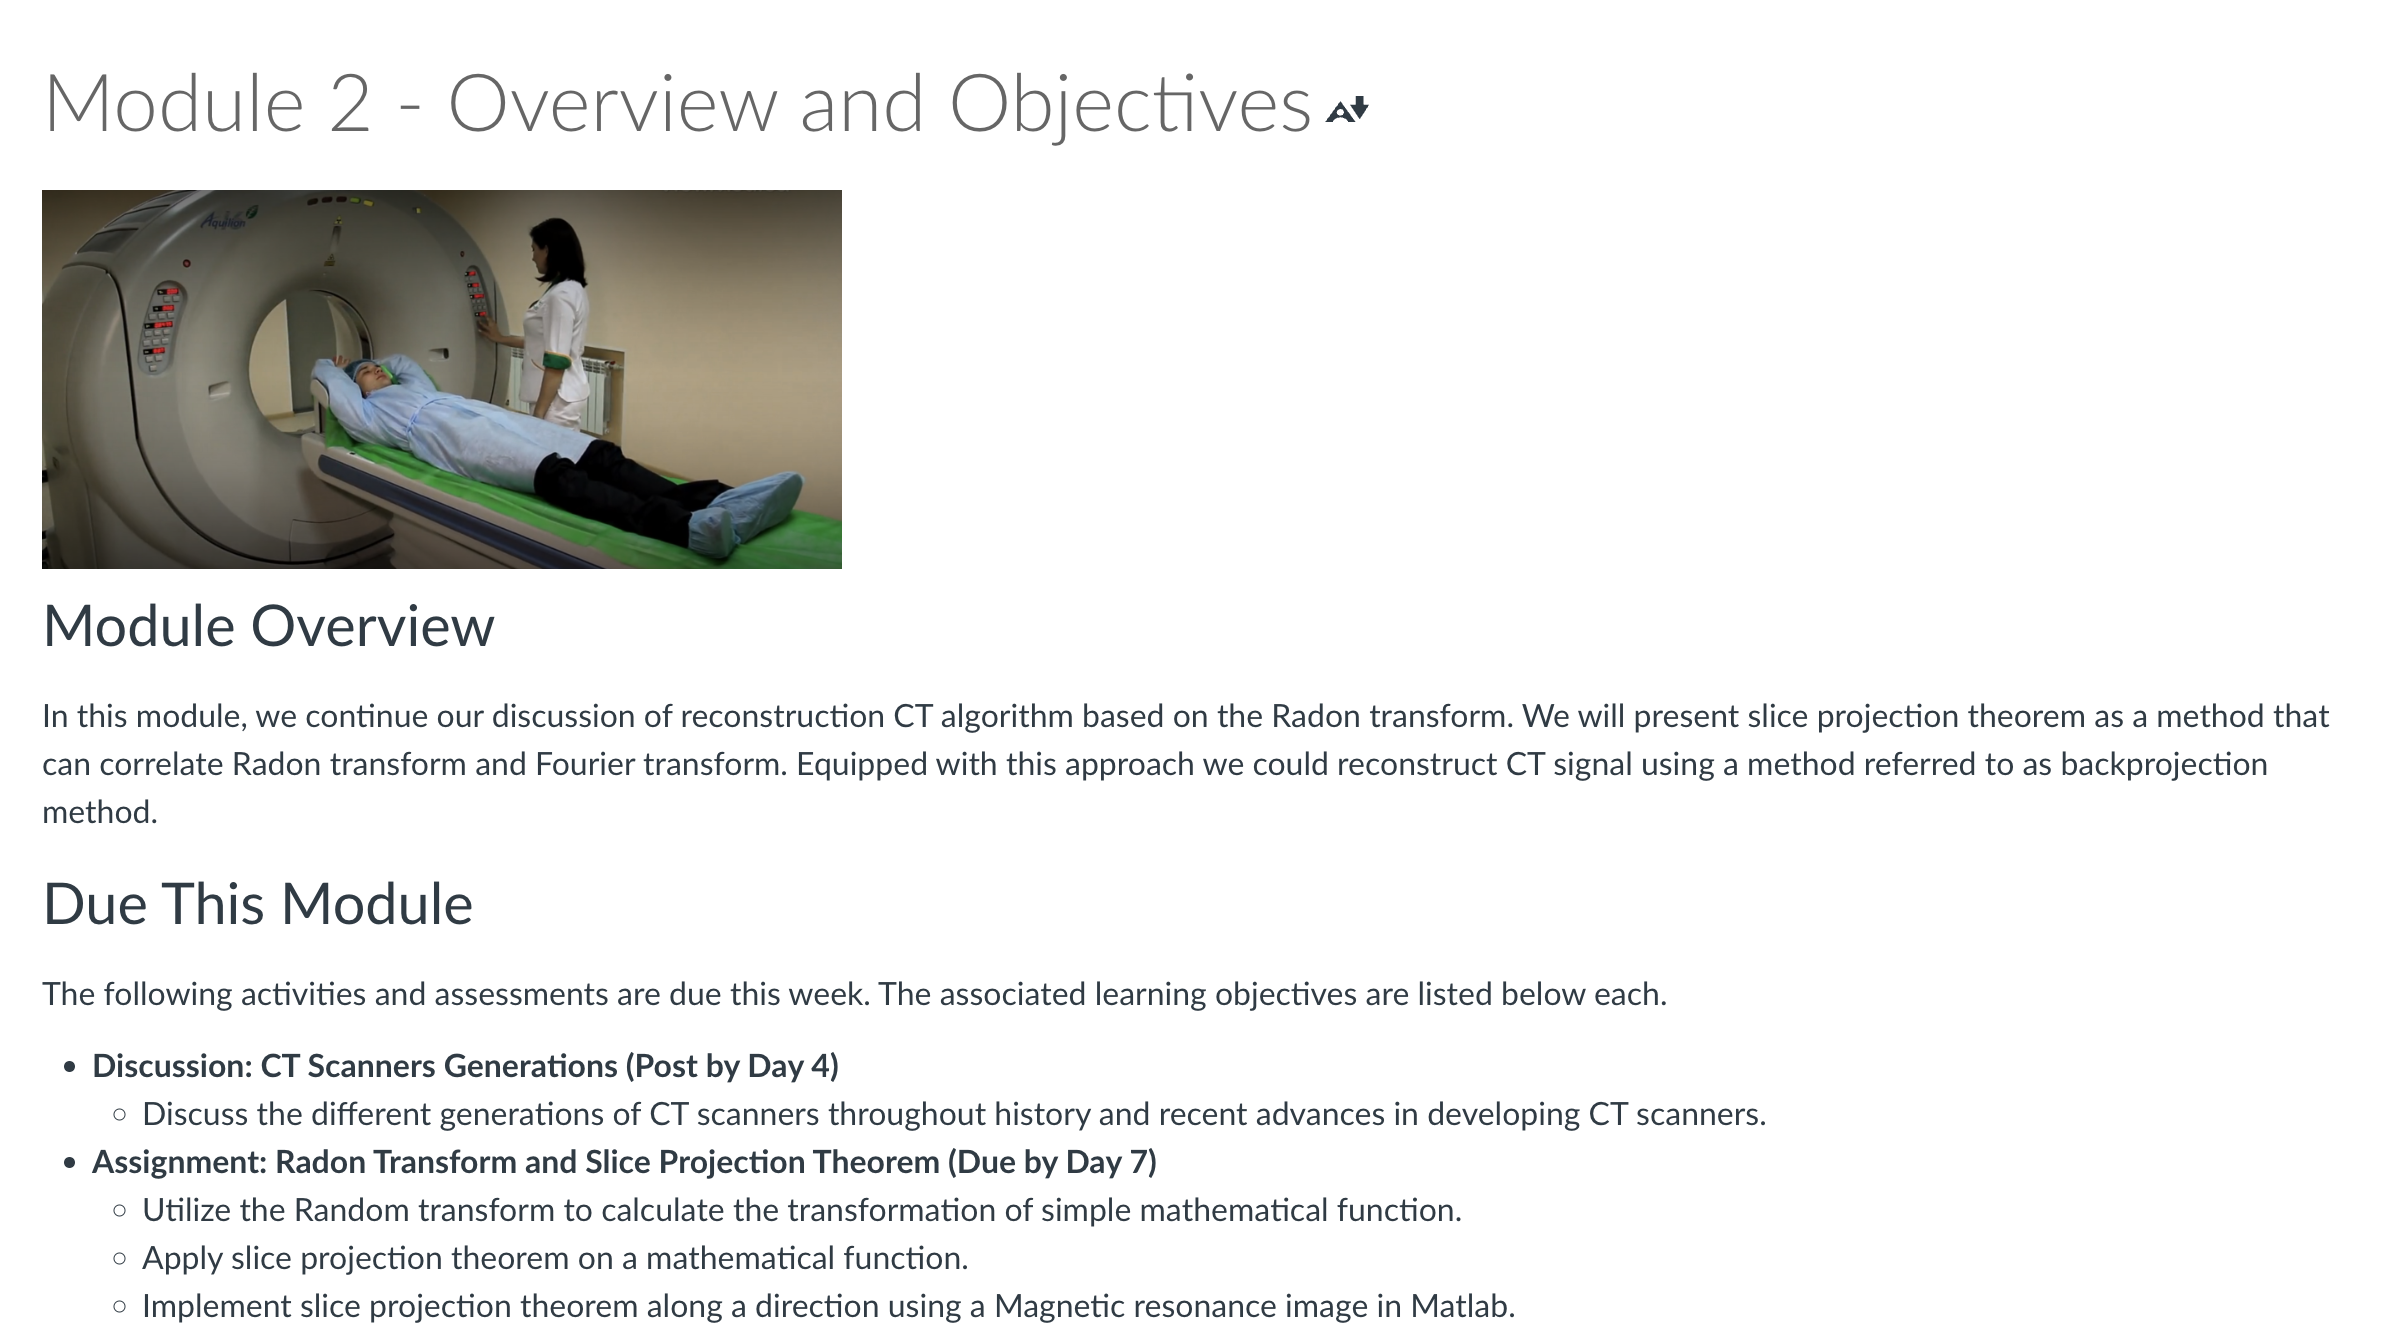 Module 2 - Overview and Objectives
Aquilion
Module Overview
In this module, we continue our discussion of reconstruction CT algorithm based on the Radon transform. We will present slice projection theorem as a method that
can correlate Radon transform and Fourier transform. Equipped with this approach we could reconstruct CT signal using a method referred to as backprojection
method.
Due This Module
The following activities and assessments are due this week. The associated learning objectives are listed below each.
• Discussion: CT Scanners Generations (Post by Day 4)
◦ Discuss the different generations of CT scanners throughout history and recent advances in developing CT scanners.
• Assignment: Radon Transform and Slice Projection Theorem (Due by Day 7)
◦ Utilize the Random transform to calculate the transformation of simple mathematical function.
◦ Apply slice projection theorem on a mathematical function.
◦ Implement slice projection theorem along a direction using a Magnetic resonance image in Matlab.